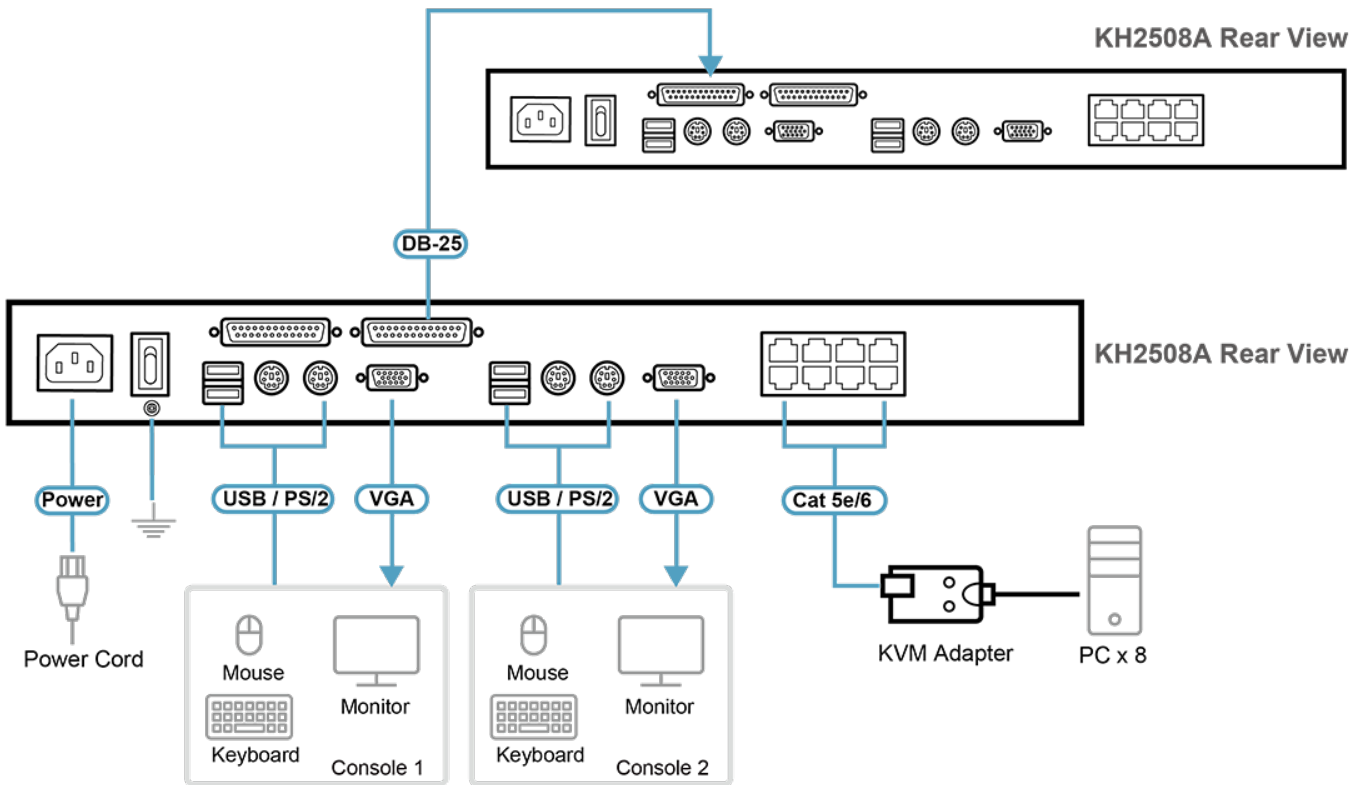 KH2508A Rear View
DB-25
KH2508A Rear View
Power
USB / PS/2
VGA
USB / PS/2
VGA
Cat 5e/6
Power Cord
Mouse
Monitor
Keyboard
Console 1
Mouse
Monitor
Keyboard
Console 2
KVM Adapter
PC x 8